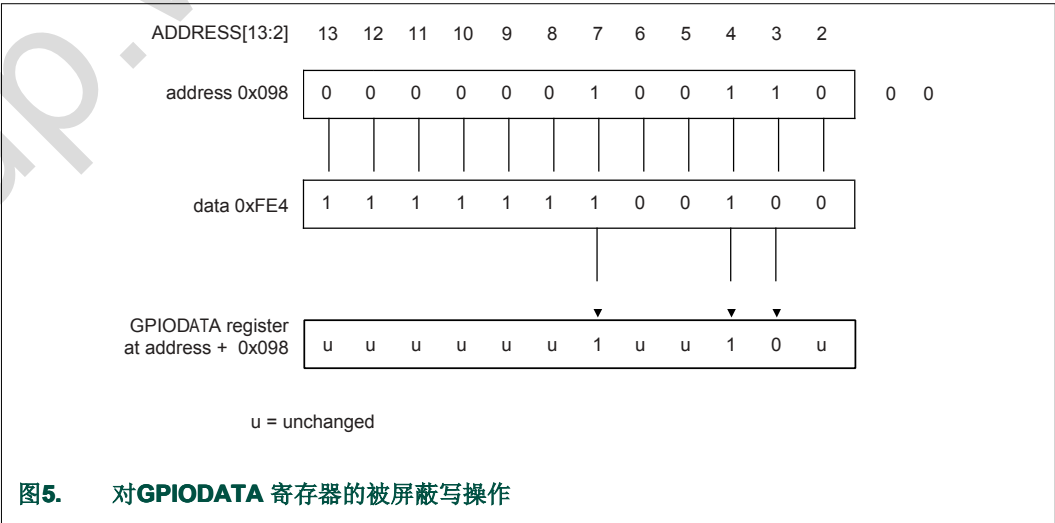 ADDRESS[13:2] 13 12 11 10 9 8 7 6 5 4 3 2
address 0x098 0 0 0 0 0 0 1 0 0 1 1 0 0 0
data 0xFE4 1 1 1 1 1 1 1 0 0 1 0 0
GPIODATA register
at address + 0x098 u u u u u u 1 u u 1 0 u
u = unchanged
图5. 对GPIODATA 寄存器的被屏蔽写操作